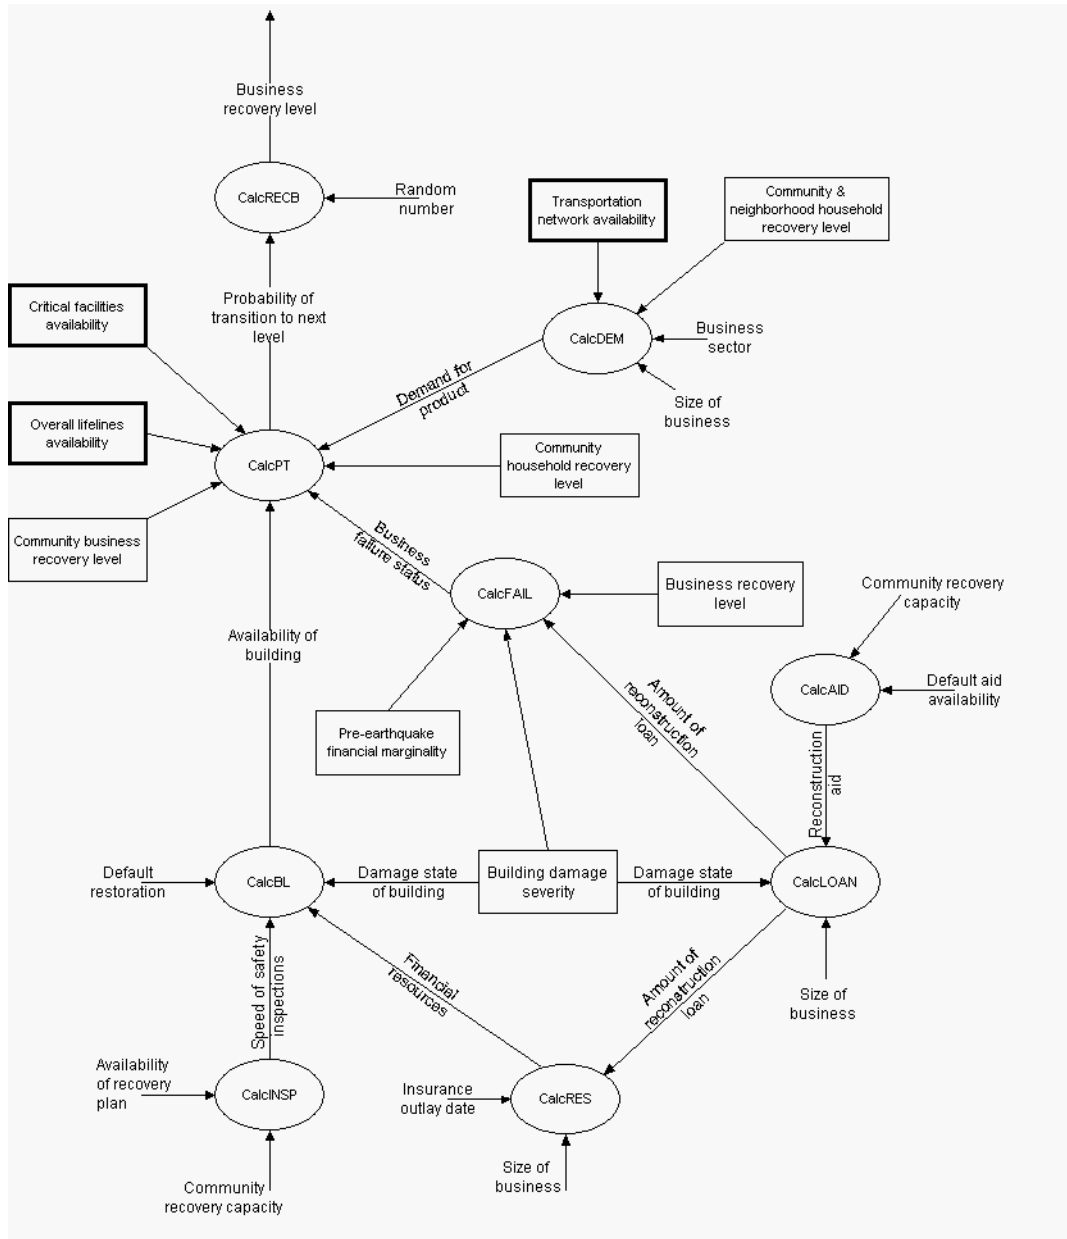 Business
recovery level
CalcRECB
Random
number
Transportation
network availability
Community &
neighborhood household
recovery level
Critical facilities
availability
Probability of
transition to next
level
CalcDEM
Business
sector
Demand for
product
Size of
business
Overall lifelines
availability
CalcPT
Community
household recovery
level
Community business
recovery level
Business
failure status
CalcFAIL
Business recovery
level
Community recovery
capacity
Availability of
building
CalcAID
Default aid
availability
Amount of
reconstruction
loan
Pre-earthquake
financial marginality
Reconstruction
aid
Default
restoration
CalcBL
Damage state
of building
Building damage
severity
Damage state
of building
CalcLOAN
Speed of safety
inspections
Financial
resources
Amount of
reconstruction
loan
Size of
business
Availability
of recovery
plan
CalcINSP
Insurance
outlay date
CalcRES
Size of
business
Community
recovery capacity